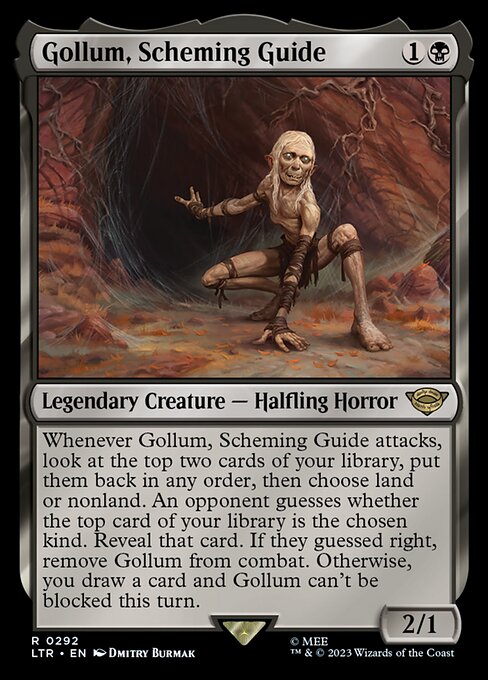 Gollum, Scheming Guide 1
Legendary Creature — Halfling Horror
Whenever Gollum, Scheming Guide attacks,
look at the top two cards of your library, put
them back in any order, then choose land
or nonland. An opponent guesses whether
the top card of your library is the chosen
kind. Reveal that card. If they guessed right,
remove Gollum from combat. Otherwise,
you draw a card and Gollum can't be
blocked this turn.
2/1
R 0292
LTR • EN Dmitry Burmak
© MEE
™ & © 2023 Wizards of the Coast